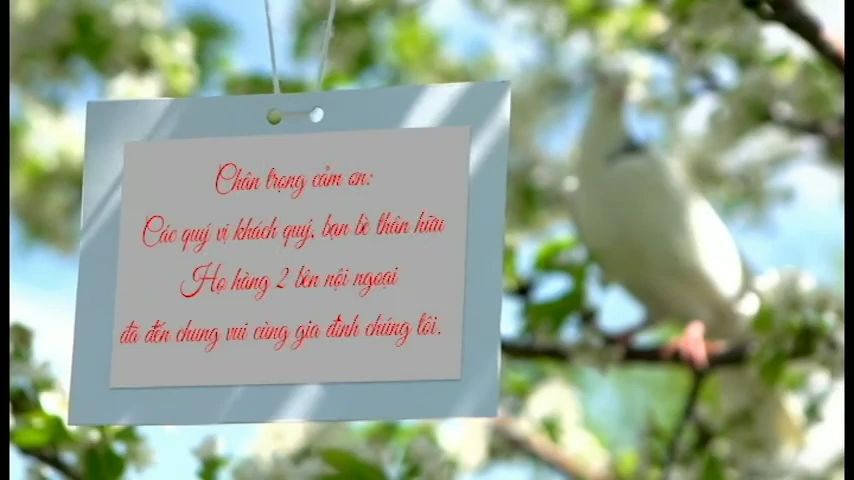 Chân trọng cảm ơn:
Các quý vị khách quý, bạn bè thân hữu
Họ hàng 2 bên nội ngoại
đã đến chung vui cùng gia đình chúng tôi.